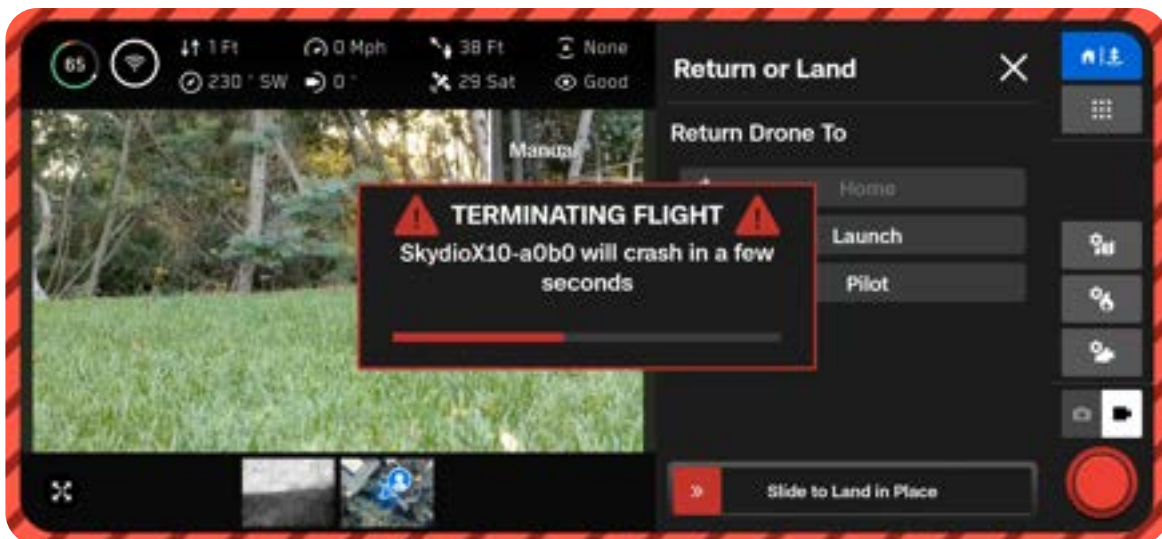 65
1 Ft 0 Mph 38 Ft None
230° SW 0° 29 Sat Good
Manual
Return or Land
Return Drone To
Home
Launch
Pilot
TERMINATING FLIGHT
SkydioX10-a0b0 will crash in a few
seconds
Slide to Land in Place